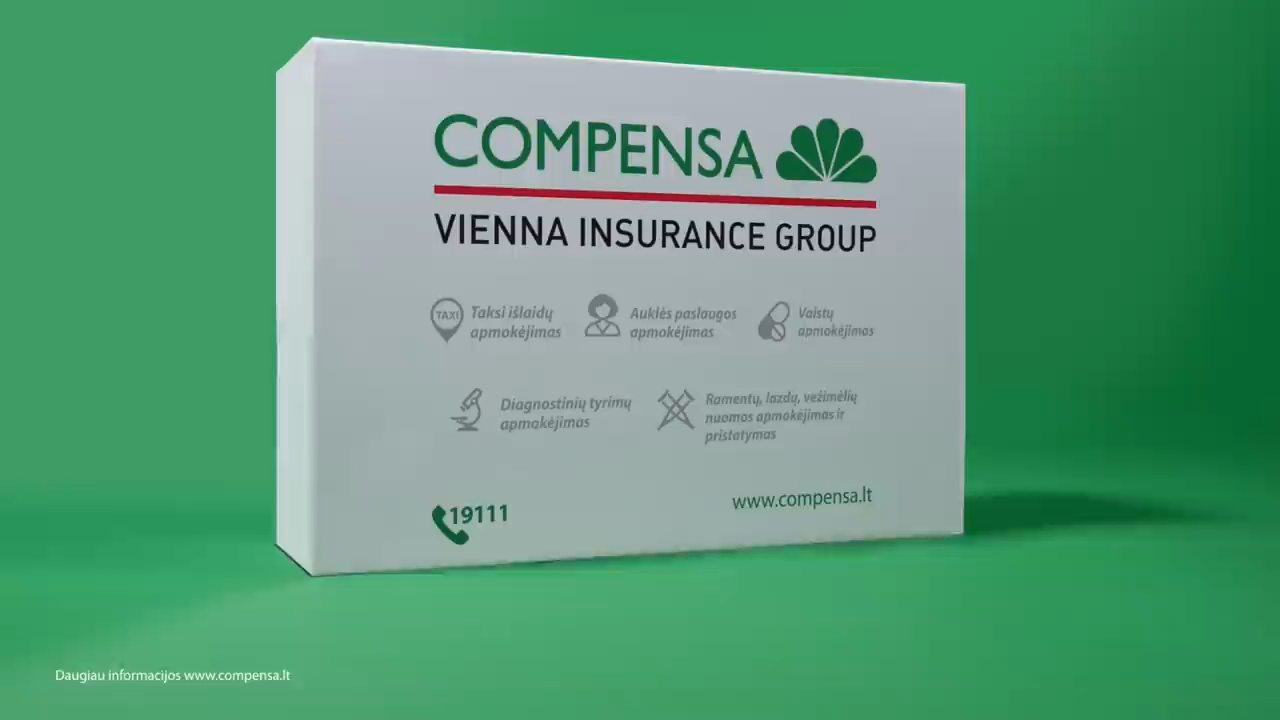 COMPENSA
VIENNA INSURANCE GROUP
TAXI
Taksi išlaidų
apmokėjimas
Auklės paslaugos
apmokėjimas
Vaistų
apmokėjimas
Diagnostinių tyrimų
apmokėjimas
Ramentų, lazdų, vežimėlių
nuomos apmokėjimas ir
pristatymas
19111
www.compensa.lt
Daugiau informacijos www.compensa.lt